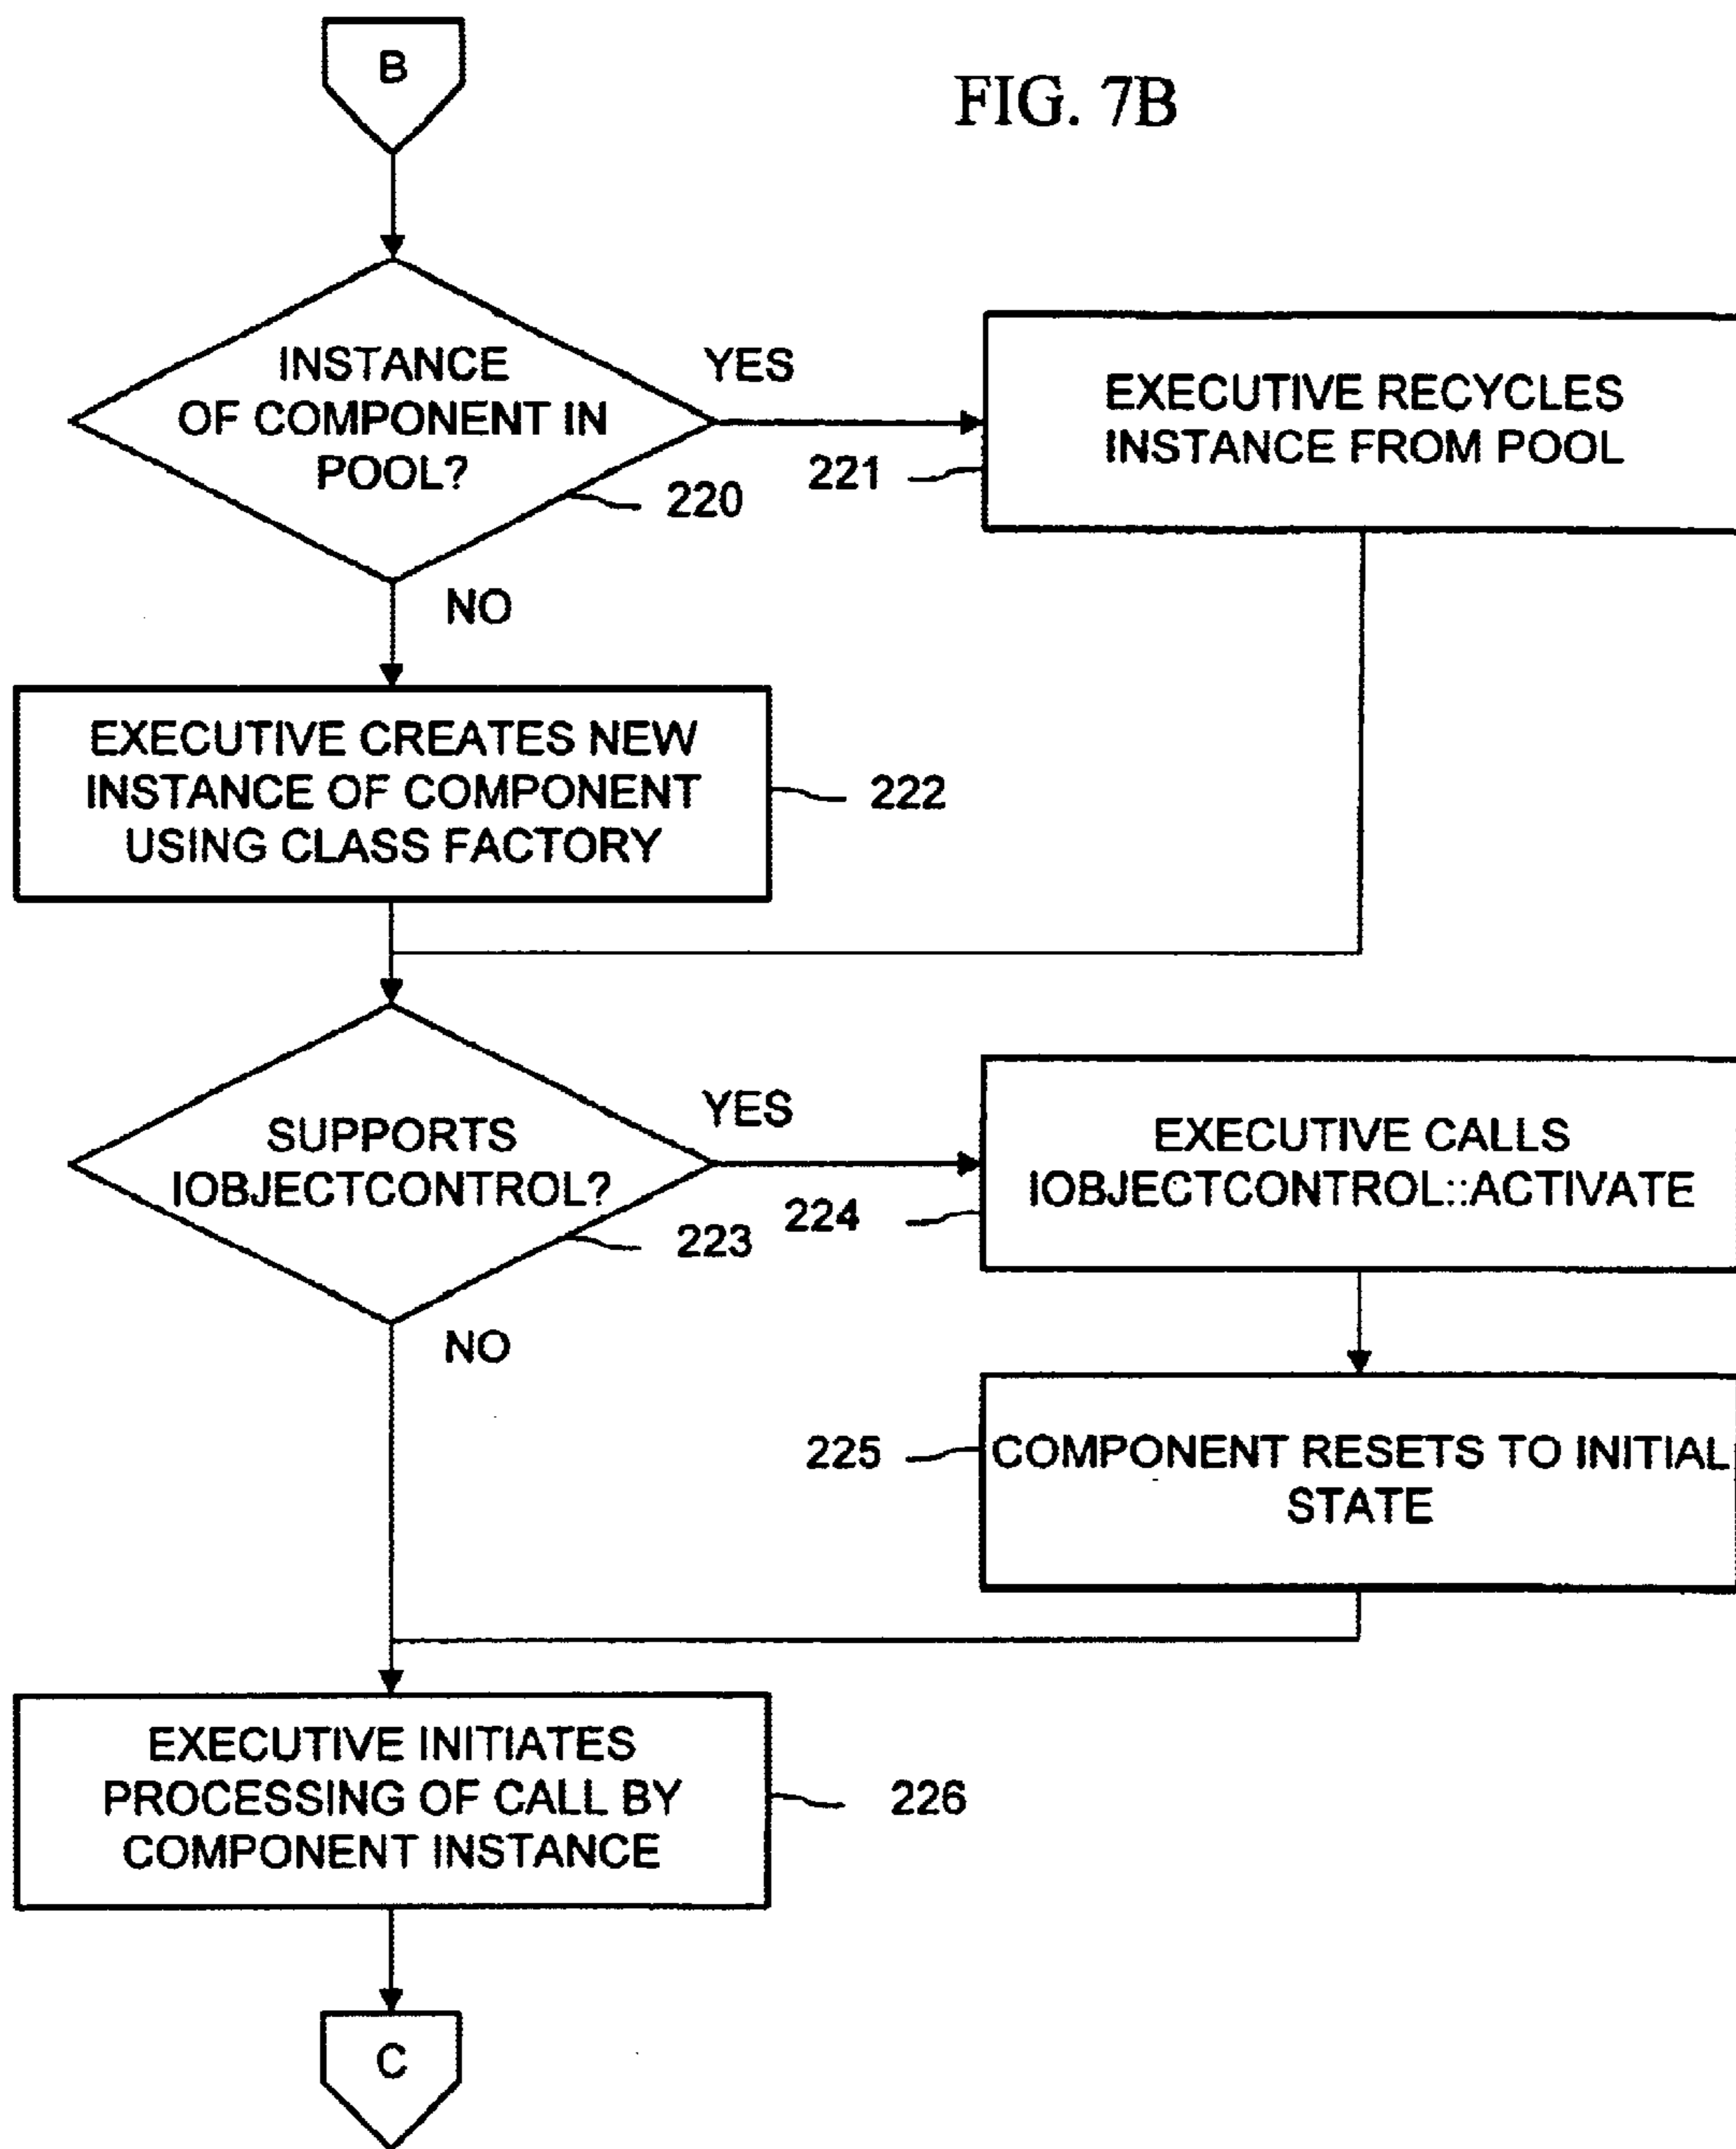 B
FIG. 7B
INSTANCE
OF COMPONENT IN
POOL?
220
YES
221
EXECUTIVE RECYCLES
INSTANCE FROM POOL
NO
EXECUTIVE CREATES NEW
INSTANCE OF COMPONENT
USING CLASS FACTORY
222
SUPPORTS
IOBJECTCONTROL?
223
YES
224
EXECUTIVE CALLS
IOBJECTCONTROL::ACTIVATE
225
COMPONENT RESETS TO INITIAL
STATE
NO
EXECUTIVE INITIATES
PROCESSING OF CALL BY
COMPONENT INSTANCE
226
C